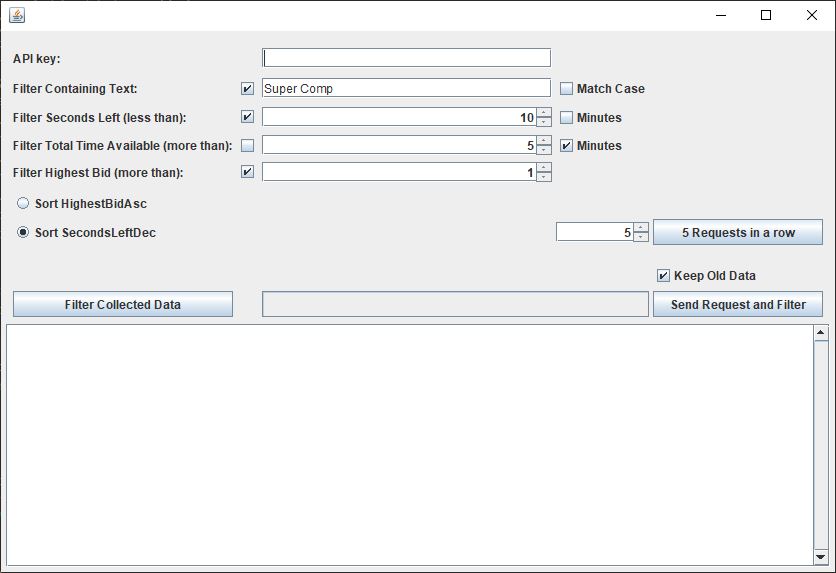 API key:
Filter Containing Text: Super Comp Match Case
Filter Seconds Left (less than): 10 Minutes
Filter Total Time Available (more than): 5 Minutes
Filter Highest Bid (more than): 1
Sort HighestBidAsc
Sort SecondsLeftDec 5 5 Requests in a row
Keep Old Data
Filter Collected Data Send Request and Filter